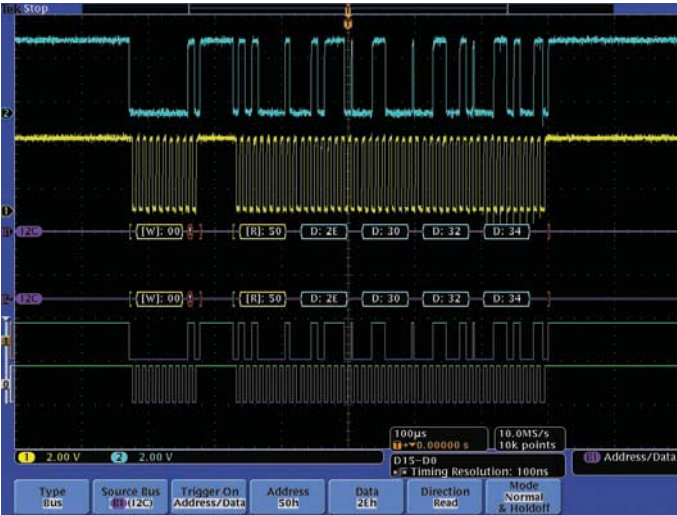 Tek Stop
2
1
B1 I2C [W]: 00 ! [R]: 50 D: 2E D: 30 D: 32 D: 34
B2 I2C [W]: 00 ! [R]: 50 D: 2E D: 30 D: 32 D: 34
1
0
100µs 10.0MS/s
T→▼0.00000 s 10k points
1 2.00 V 2 2.00 V D15-D0 B1 Address/Data
Timing Resolution: 100ns
Type Source Bus Trigger On Address Data Direction Mode
Bus B1(I2C) Address/Data 50h 2Eh Read Normal
& Holdoff